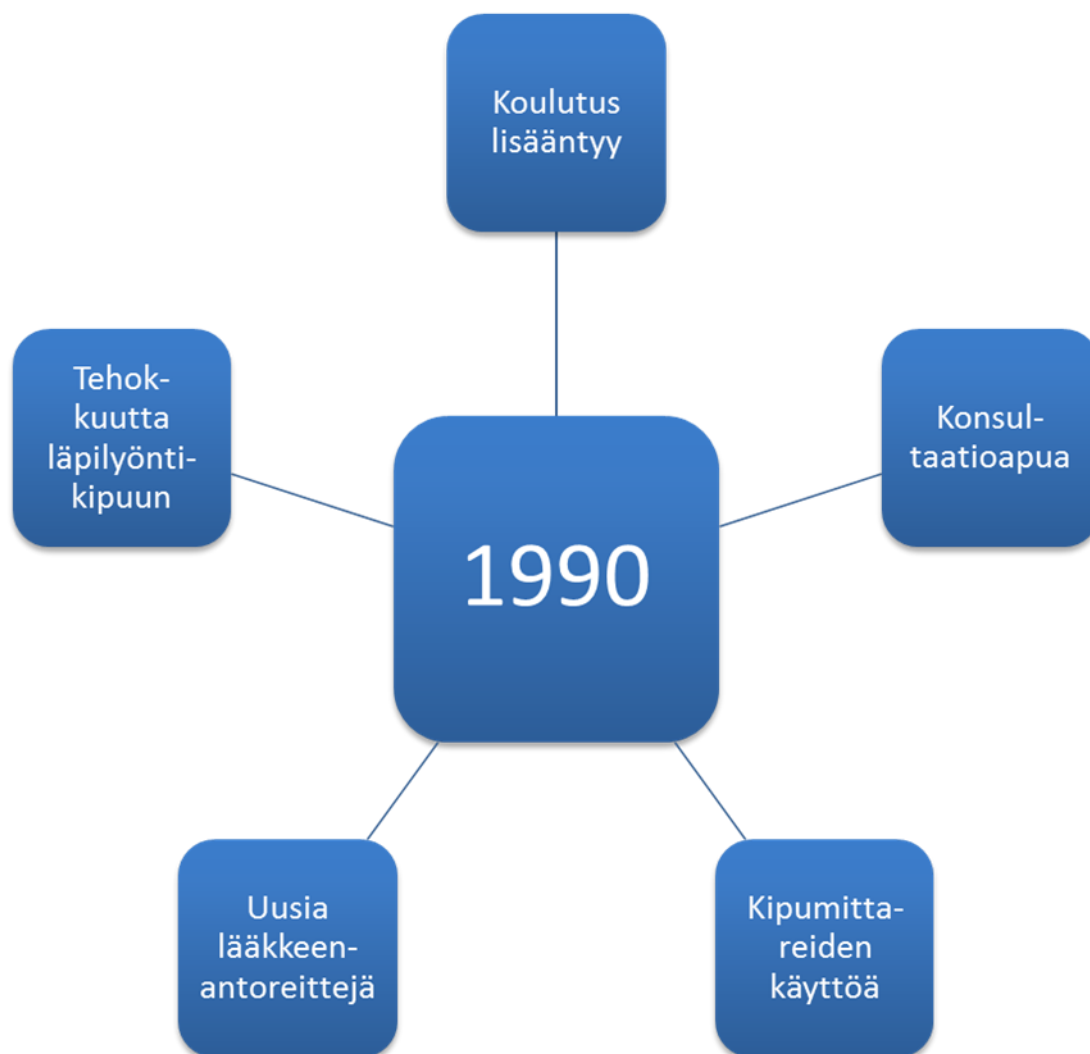 Koulutus
lisääntyy
Tehok-
kuutta
läpilyönti-
kipuun
Konsul-
taatioapua
1990
Uusia
lääkkeen-
antoreittejä
Kipumitta-
reiden
käyttöä